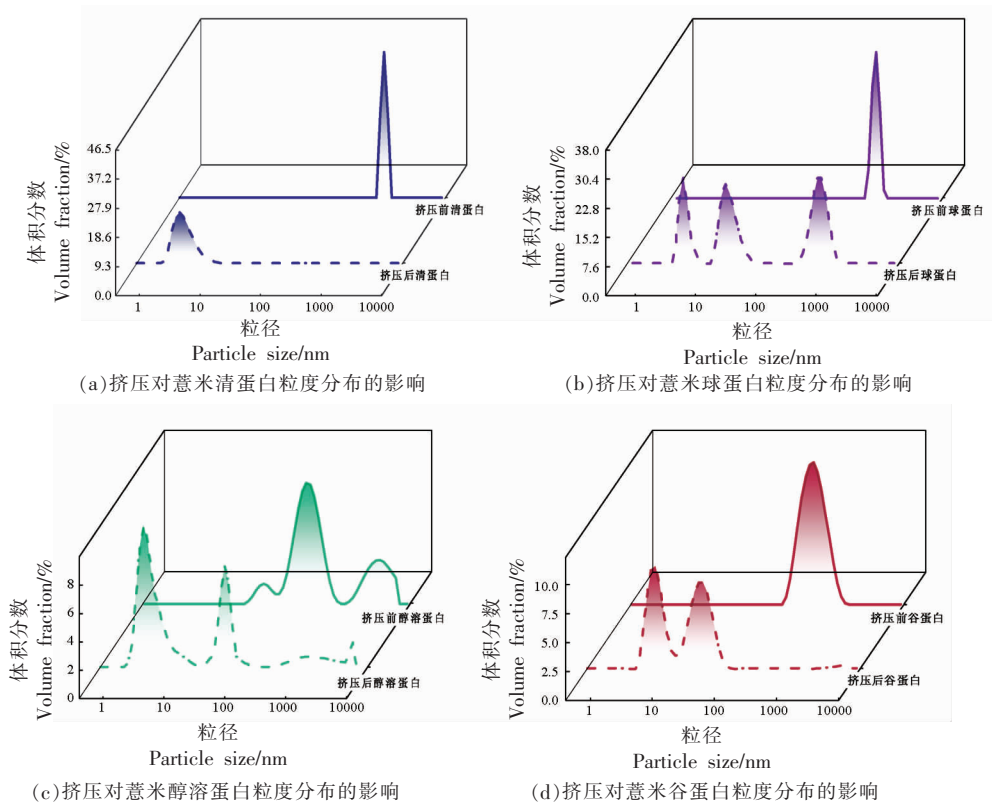 46.5
37.2
27.9
18.6
9.3
0.0
体积分数
Volume fraction/%
挤压前清蛋白
挤压后清蛋白
1 10 100 1000 10000
粒径
Particle size/nm
(a)挤压对薏米清蛋白粒度分布的影响
38.0
30.4
22.8
15.2
7.6
0.0
体积分数
Volume fraction/%
挤压前球蛋白
挤压后球蛋白
1 10 100 1000 10000
粒径
Particle size/nm
(b)挤压对薏米球蛋白粒度分布的影响
8
6
4
2
0
体积分数
Volume fraction/%
挤压前醇溶蛋白
挤压后醇溶蛋白
1 10 100 1000 10000
粒径
Particle size/nm
(c)挤压对薏米醇溶蛋白粒度分布的影响
10.0
7.5
5.0
2.5
0.0
体积分数
Volume fraction/%
挤压前谷蛋白
挤压后谷蛋白
1 10 100 1000 10000
粒径
Particle size/nm
(d)挤压对薏米谷蛋白粒度分布的影响